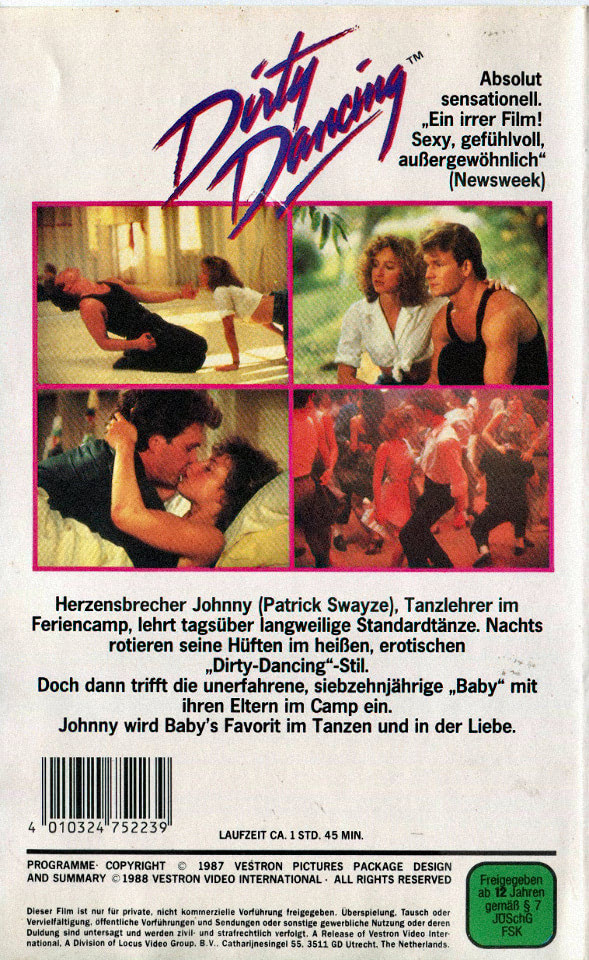 Dirty
Dancing™
Absolut
sensationell.
„Ein irrer Film!
Sexy, gefühlvoll,
außergewöhnlich“
(Newsweek)
Herzensbrecher Johnny (Patrick Swayze), Tanzlehrer im
Feriencamp, lehrt tagsüber langweilige Standardtänze. Nachts
rotieren seine Hüften im heißen, erotischen
„Dirty-Dancing“-Stil.
Doch dann trifft die unerfahrene, siebzehnjährige „Baby“ mit
ihren Eltern im Camp ein.
Johnny wird Baby's Favorit im Tanzen und in der Liebe.
4 010324 752239
LAUFZEIT CA. 1 STD. 45 MIN.
PROGRAMME· COPYRIGHT © 1987 VESTRON PICTURES PACKAGE DESIGN
AND SUMMARY © 1988 VESTRON VIDEO INTERNATIONAL · ALL RIGHTS RESERVED
Dieser Film ist nur für private, nicht kommerzielle Vorführung freigegeben. Überspielung, Tausch oder
Vervielfältigung, öffentliche Vorführungen und Sendungen oder sonstige gewerbliche Nutzung oder deren
Duldung sind untersagt und werden zivil- und strafrechtlich verfolgt. A Release of Vestron Video Inter-
national. A Division of Locus Video Group. B.V.. Catharijnesingel 55. 3511 GD Utrecht. The Netherlands.
Freigegeben
ab 12 Jahren
gemäß § 7
JÖSchG
FSK